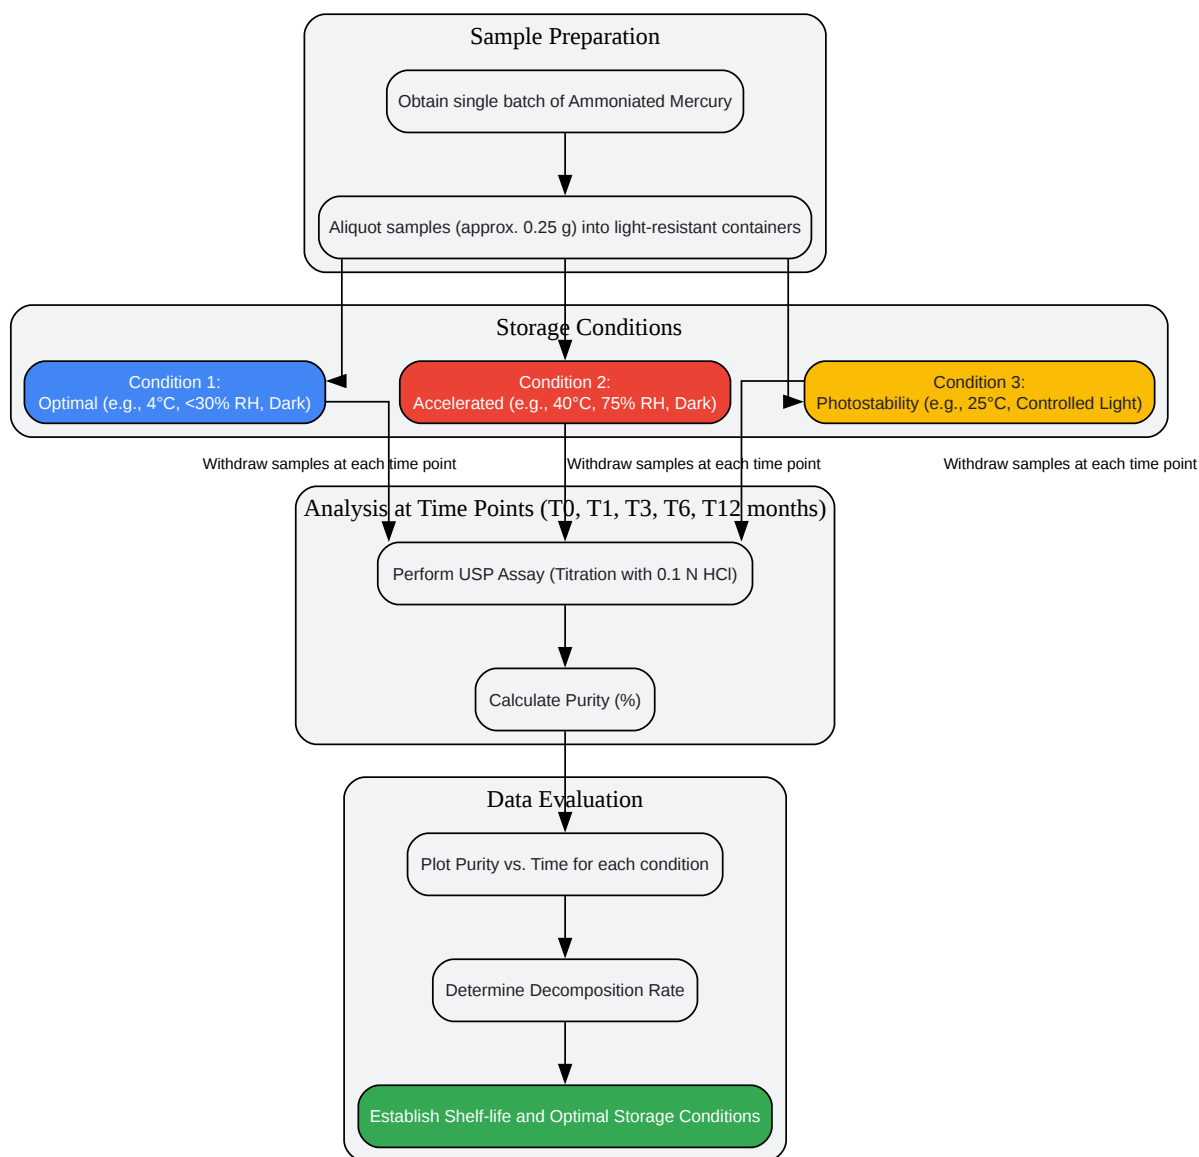 Sample Preparation
Obtain single batch of Ammoniated Mercury
Aliquot samples (approx. 0.25 g) into light-resistant containers
Storage Conditions
Condition 1:
Optimal (e.g., 4°C, <30% RH, Dark)
Condition 2:
Accelerated (e.g., 40°C, 75% RH, Dark)
Condition 3:
Photostability (e.g., 25°C, Controlled Light)
Withdraw samples at each time point
Withdraw samples at each time point
Withdraw samples at each time point
Analysis at Time Points (T0, T1, T3, T6, T12 months)
Perform USP Assay (Titration with 0.1 N HCl)
Calculate Purity (%)
Data Evaluation
Plot Purity vs. Time for each condition
Determine Decomposition Rate
Establish Shelf-life and Optimal Storage Conditions